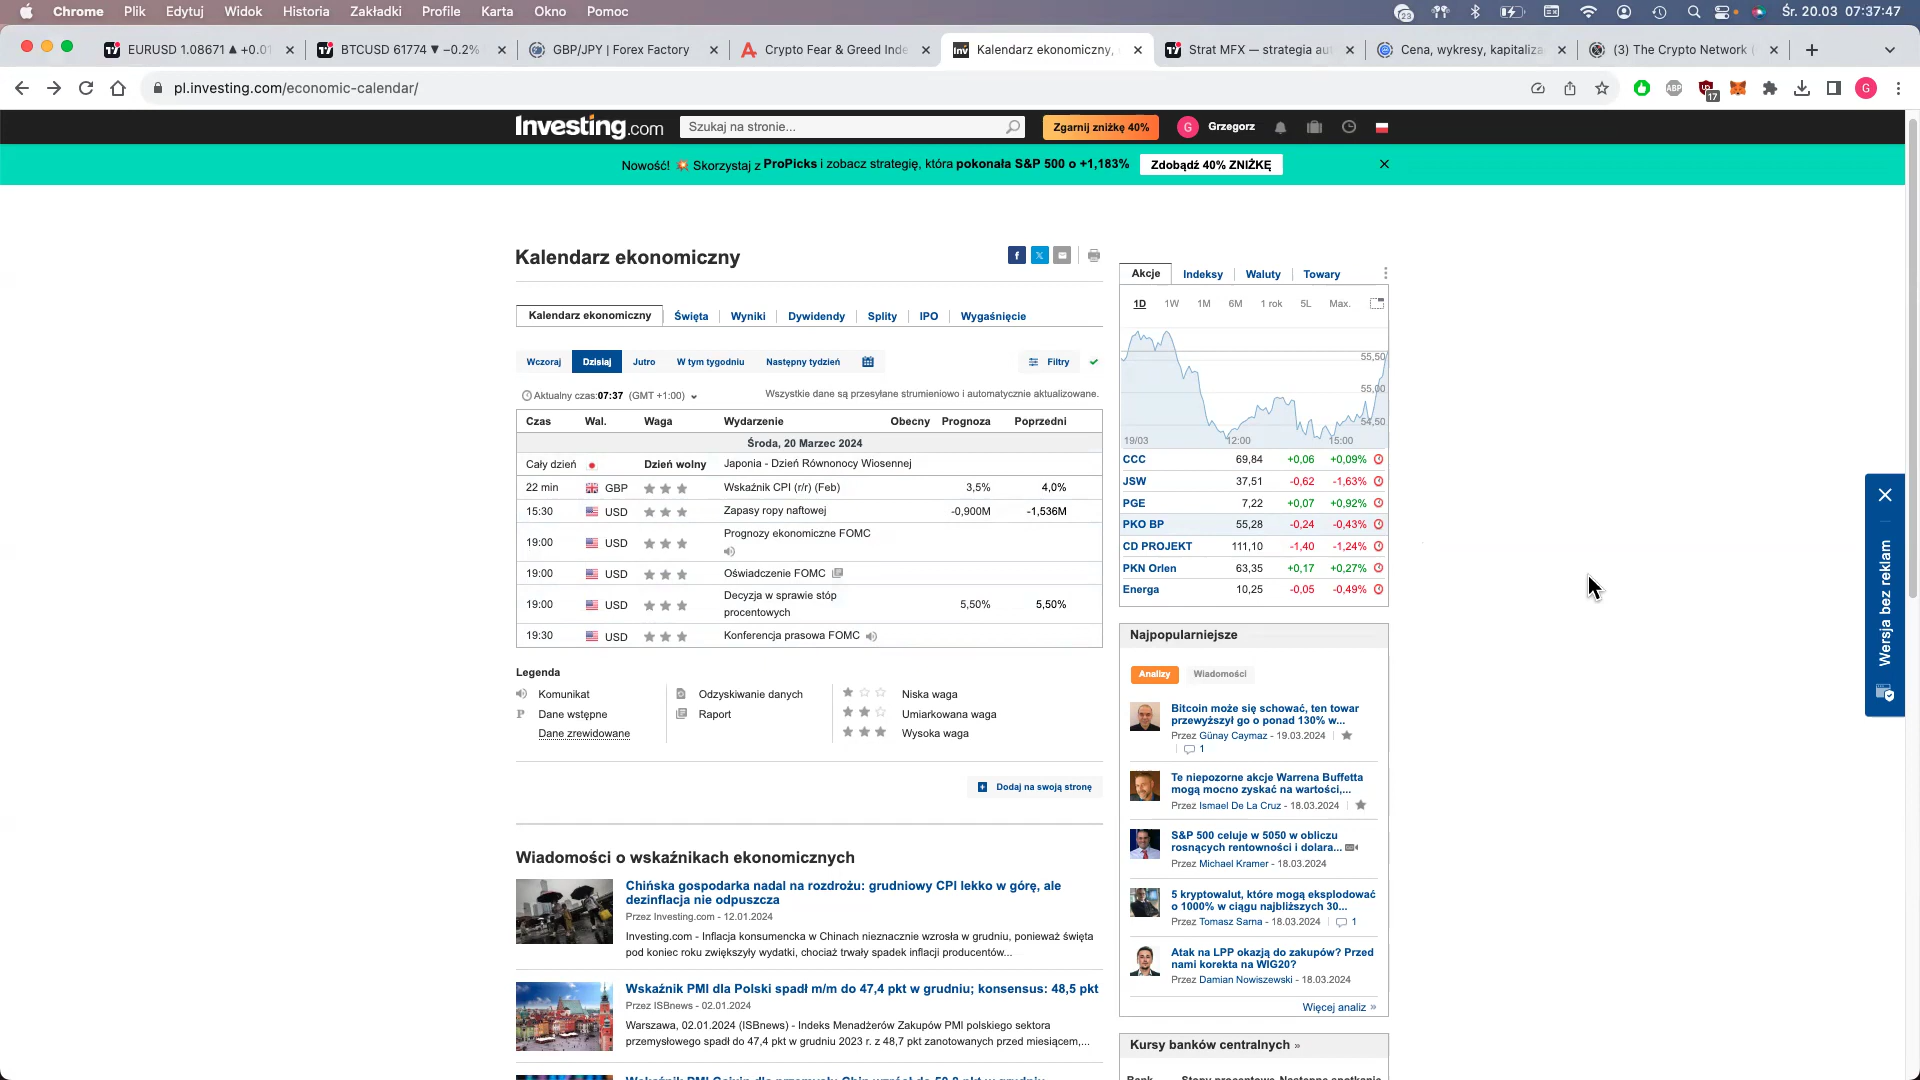 Chrome Plik Edytuj Widok Historia Zakładki Profile Karta Okno Pomoc 23 Śr. 20.03 07:37:47
EURUSD 1.08671 ▲ +0.01 BTCUSD 61774 ▼ −0.2% GBP/JPY | Forex Factory Crypto Fear & Greed Inde Kalendarz ekonomiczny, Strat MFX — strategia au Cena, wykresy, kapitaliza (3) The Crypto Network (
pl.investing.com/economic-calendar/ ABP 17 G
Investing.com Szukaj na stronie... Zgarnij zniżkę 40% G Grzegorz
Nowość! 💥 Skorzystaj z ProPicks i zobacz strategię, która pokonała S&P 500 o +1,183% Zdobądź 40% ZNIŻKĘ
Kalendarz ekonomiczny
Kalendarz ekonomiczny Święta Wyniki Dywidendy Splity IPO Wygaśnięcie
Wczoraj Dzisiaj Jutro W tym tygodniu Następny tydzień Filtry
Aktualny czas:07:37 (GMT +1:00) Wszystkie dane są przesyłane strumieniowo i automatycznie aktualizowane.
Czas Wal. Waga Wydarzenie Obecny Prognoza Poprzedni
Środa, 20 Marzec 2024
Cały dzień Dzień wolny Japonia - Dzień Równonocy Wiosennej
22 min GBP Wskaźnik CPI (r/r) (Feb) 3,5% 4,0%
15:30 USD Zapasy ropy naftowej -0,900M -1,536M
19:00 USD Prognozy ekonomiczne FOMC
19:00 USD Oświadczenie FOMC
19:00 USD Decyzja w sprawie stóp procentowych 5,50% 5,50%
19:30 USD Konferencja prasowa FOMC
Legenda
Komunikat Odzyskiwanie danych Niska waga
P Dane wstępne Raport Umiarkowana waga
Dane zrewidowane Wysoka waga
Dodaj na swoją stronę
Wiadomości o wskaźnikach ekonomicznych
Chińska gospodarka nadal na rozdrożu: grudniowy CPI lekko w górę, ale
dezinflacja nie odpuszcza
Przez Investing.com - 12.01.2024
Investing.com - Inflacja konsumencka w Chinach nieznacznie wzrosła w grudniu, ponieważ święta
pod koniec roku zwiększyły wydatki, chociaż trwały spadek inflacji producentów...
Wskaźnik PMI dla Polski spadł m/m do 47,4 pkt w grudniu; konsensus: 48,5 pkt
Przez ISBnews - 02.01.2024
Warszawa, 02.01.2024 (ISBnews) - Indeks Menadżerów Zakupów PMI polskiego sektora
przemysłowego spadł do 47,4 pkt w grudniu 2023 r. z 48,7 pkt zanotowanych przed miesiącem,...
Akcje Indeksy Waluty Towary
1D 1W 1M 6M 1 rok 5L Max.
55,50
55,00
54,50
19/03 12:00 15:00
CCC 69,84 +0,06 +0,09%
JSW 37,51 -0,62 -1,63%
PGE 7,22 +0,07 +0,92%
PKO BP 55,28 -0,24 -0,43%
CD PROJEKT 111,10 -1,40 -1,24%
PKN Orlen 63,35 +0,17 +0,27%
Energa 10,25 -0,05 -0,49%
Najpopularniejsze
Analizy Wiadomości
Bitcoin może się schować, ten towar
przewyższył go o ponad 130% w...
Przez Günay Caymaz - 19.03.2024
1
Te niepozorne akcje Warrena Buffetta
mogą mocno zyskać na wartości,...
Przez Ismael De La Cruz - 18.03.2024
S&P 500 celuje w 5050 w obliczu
rosnących rentowności i dolara...
Przez Michael Kramer - 18.03.2024
5 kryptowalut, które mogą eksplodować
o 1000% w ciągu najbliższych 30...
Przez Tomasz Sarna - 18.03.2024 1
Atak na LPP okazją do zakupów? Przed
nami korekta na WIG20?
Przez Damian Nowiszewski - 18.03.2024
Więcej analiz »
Kursy banków centralnych »
Wersja bez reklam